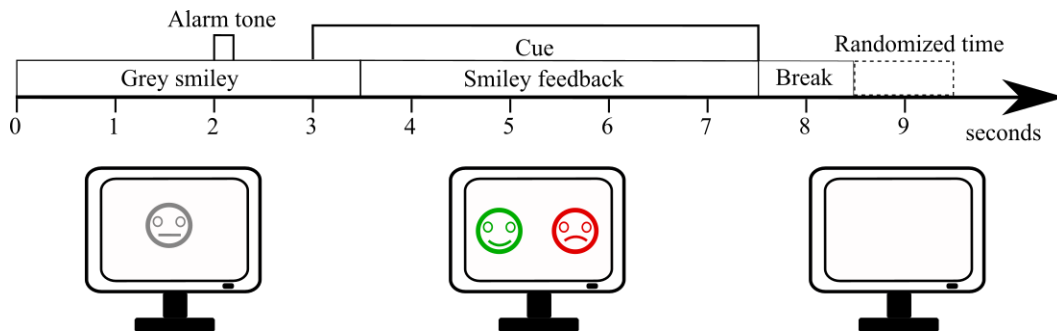 Alarm tone
Cue
Randomized time
Grey smiley
Smiley feedback
Break
0 1 2 3 4 5 6 7 8 9
seconds